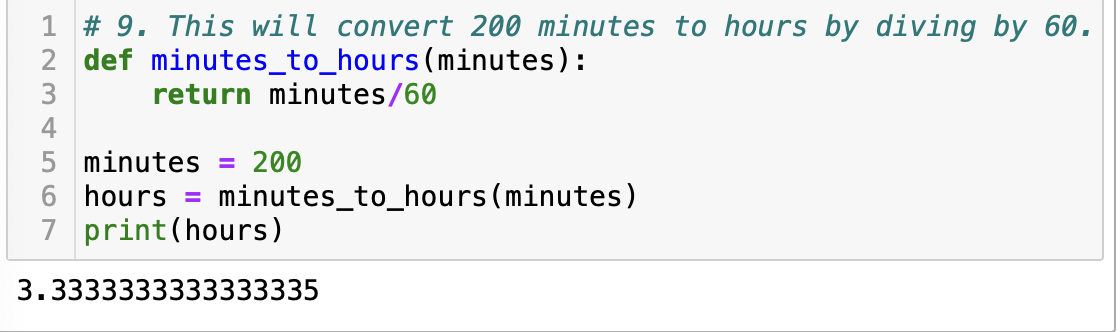 1 # 9. This will convert 200 minutes to hours by diving by 60.
2 def minutes_to_hours(minutes):
3     return minutes/60
4
5 minutes = 200
6 hours = minutes_to_hours(minutes)
7 print(hours)
3.3333333333333335